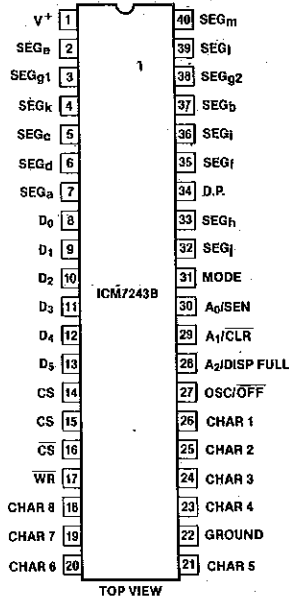 V+ 1 40 SEGm
SEGe 2 39 SEGl
SEGg1 3 38 SEGg2
SEGk 4 37 SEGb
SEGc 5 36 SEGi
SEGd 6 35 SEGf
SEGa 7 34 D.P.
D0 8 33 SEGh
D1 9 32 SEGj
D2 10 31 MODE
ICM7243B
D3 11 30 A0/SEN
D4 12 29 A1/CLR
D5 13 28 A2/DISP FULL
CS 14 27 OSC/OFF
CS 15 26 CHAR 1
CS 16 25 CHAR 2
WR 17 24 CHAR 3
CHAR 8 18 23 CHAR 4
CHAR 7 19 22 GROUND
CHAR 6 20 21 CHAR 5
TOP VIEW